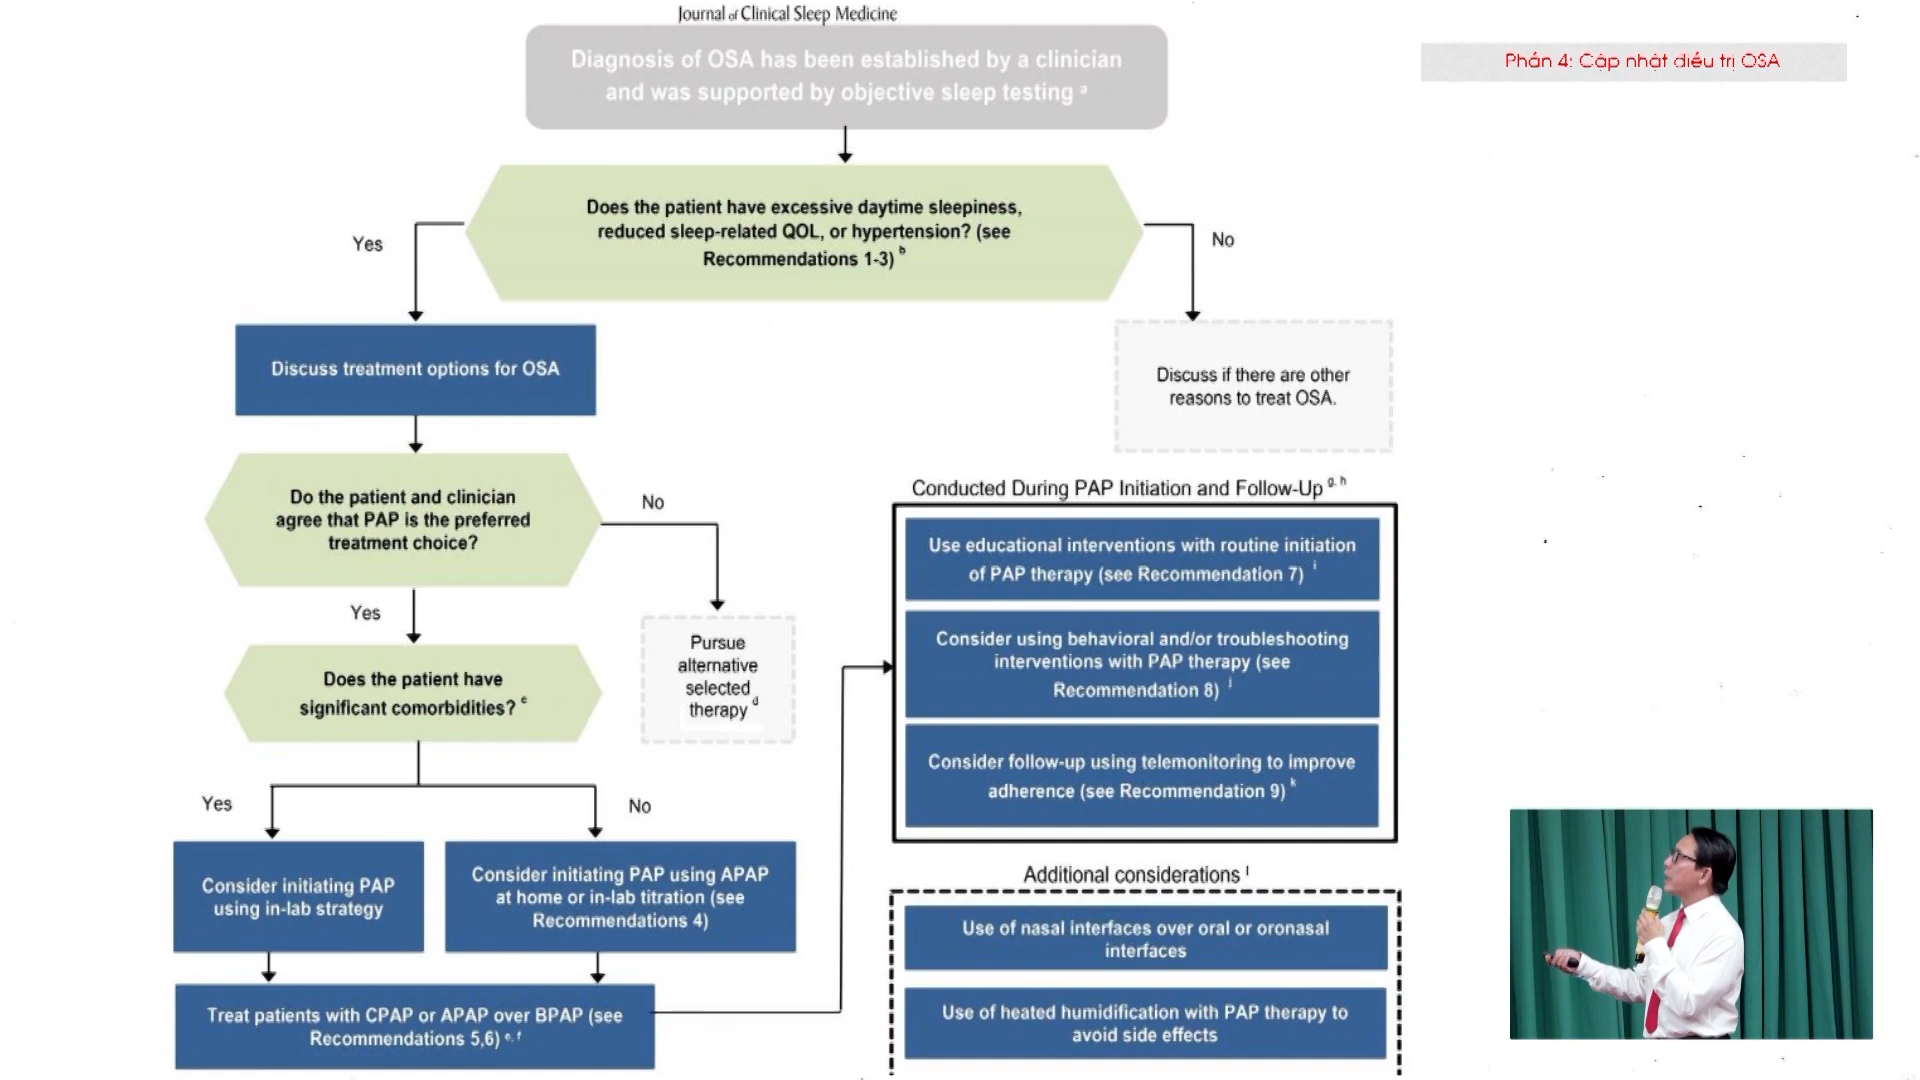 Journal of Clinical Sleep Medicine
Phần 4: Cập nhật điều trị OSA
Diagnosis of OSA has been established by a clinician
and was supported by objective sleep testing a
Does the patient have excessive daytime sleepiness,
reduced sleep-related QOL, or hypertension? (see
Recommendations 1-3) b
Yes
No
Discuss treatment options for OSA
Discuss if there are other
reasons to treat OSA.
Do the patient and clinician
agree that PAP is the preferred
treatment choice?
No
Yes
Pursue
alternative
selected
therapy d
Does the patient have
significant comorbidities? c
Yes
No
Consider initiating PAP
using in-lab strategy
Consider initiating PAP using APAP
at home or in-lab titration (see
Recommendations 4)
Treat patients with CPAP or APAP over BPAP (see
Recommendations 5,6) e, f
Conducted During PAP Initiation and Follow-Up g, h
Use educational interventions with routine initiation
of PAP therapy (see Recommendation 7) i
Consider using behavioral and/or troubleshooting
interventions with PAP therapy (see
Recommendation 8) j
Consider follow-up using telemonitoring to improve
adherence (see Recommendation 9) k
Additional considerations l
Use of nasal interfaces over oral or oronasal
interfaces
Use of heated humidification with PAP therapy to
avoid side effects